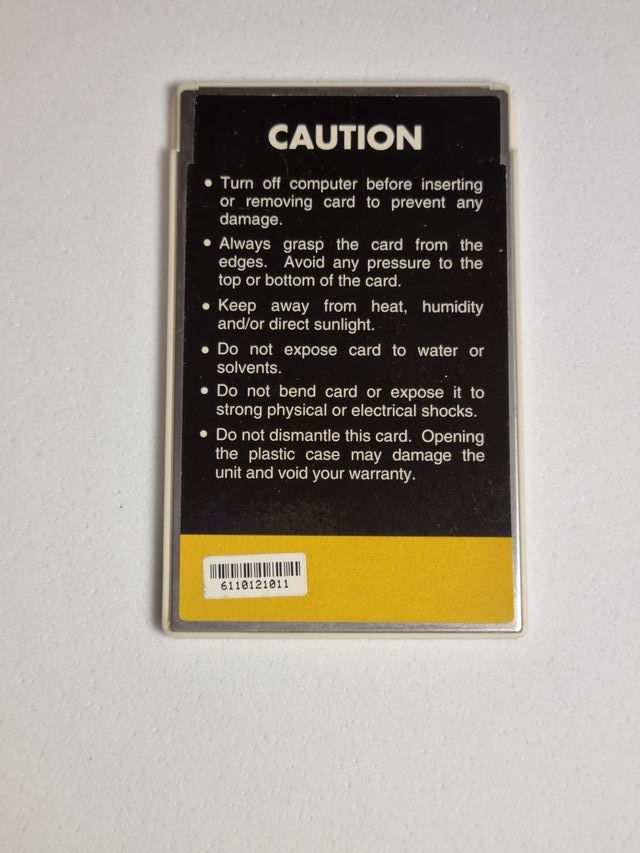 CAUTION
• Turn off computer before inserting
or removing card to prevent any
damage.
• Always grasp the card from the
edges. Avoid any pressure to the
top or bottom of the card.
• Keep away from heat, humidity
and/or direct sunlight.
• Do not expose card to water or
solvents.
• Do not bend card or expose it to
strong physical or electrical shocks.
• Do not dismantle this card. Opening
the plastic case may damage the
unit and void your warranty.
6110121011